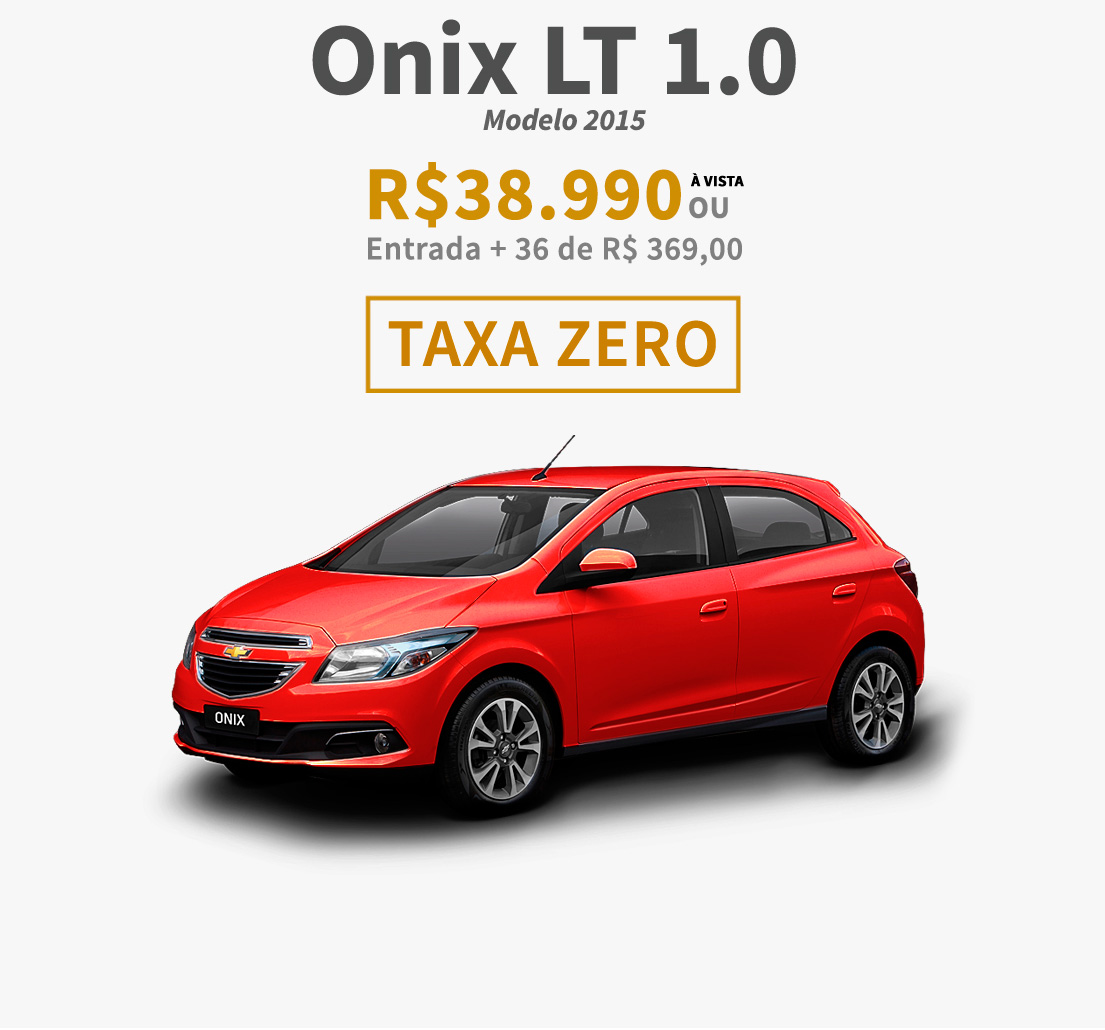 Onix LT 1.0
Modelo 2015
R$38.990 À VISTA
OU
Entrada + 36 de R$ 369,00
TAXA ZERO
ONIX